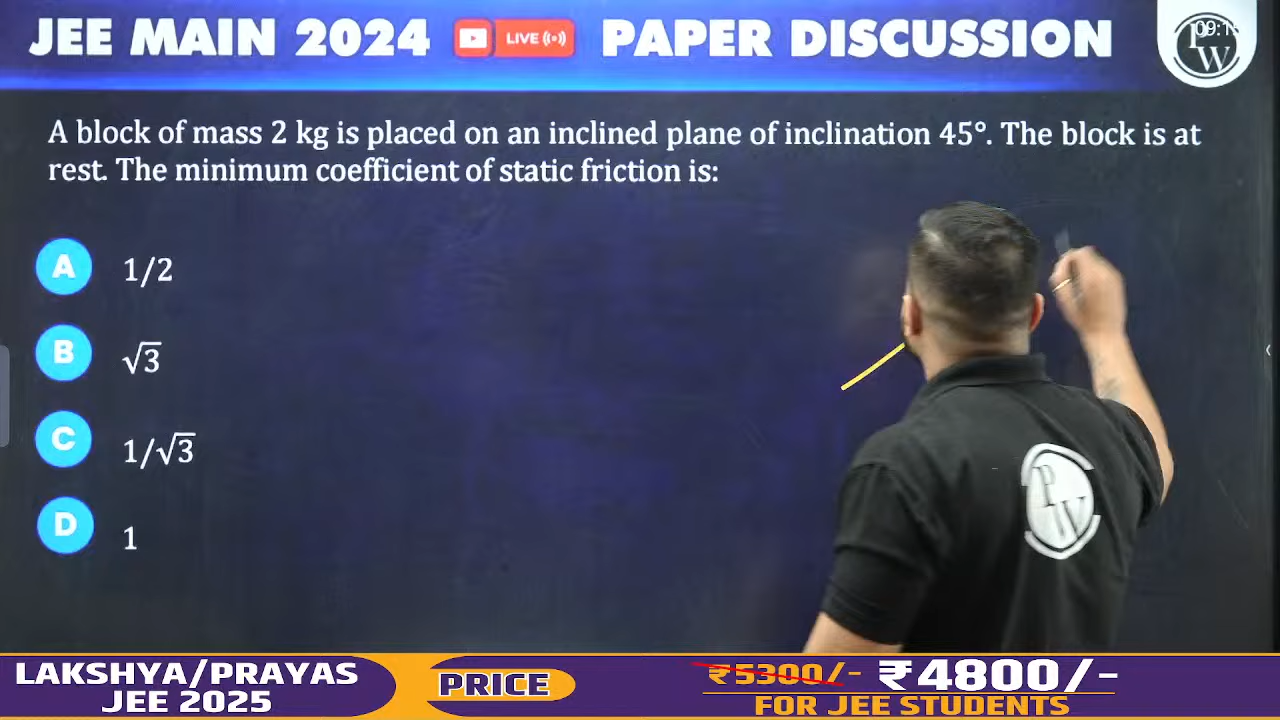 JEE MAIN 2024 LIVE PAPER DISCUSSION
A block of mass 2 kg is placed on an inclined plane of inclination 45°. The block is at
rest. The minimum coefficient of static friction is:
A 1/2
B √3
C 1/√3
D 1
P W
LAKSHYA/PRAYAS
JEE 2025
PRICE
₹5300/- ₹4800/-
FOR JEE STUDENTS